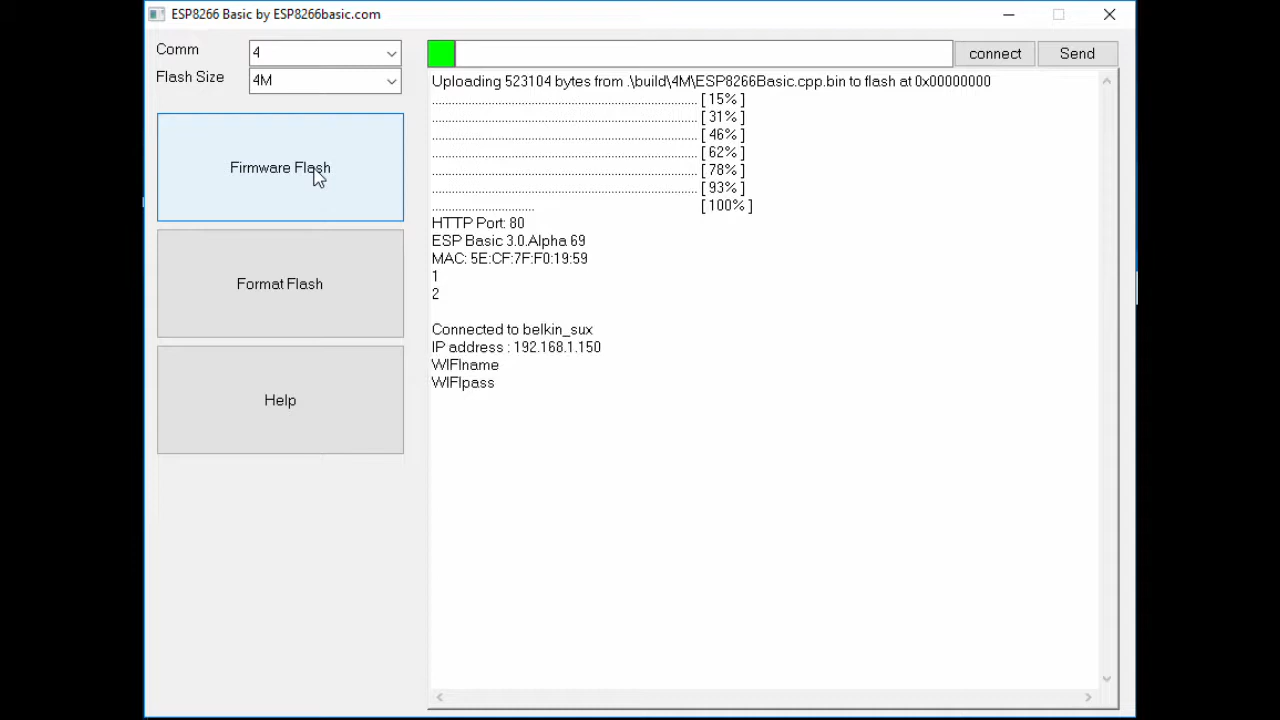 ESP8266 Basic by ESP8266basic.com
Comm
4
Flash Size
4M
Firmware Flash
Format Flash
Help
connect
Send
Uploading 523104 bytes from .\build\4M\ESP8266Basic.cpp.bin to flash at 0x00000000
................................................................................ [ 15% ]
................................................................................ [ 31% ]
................................................................................ [ 46% ]
................................................................................ [ 62% ]
................................................................................ [ 78% ]
................................................................................ [ 93% ]
............................... [ 100% ]
HTTP Port: 80
ESP Basic 3.0.Alpha 69
MAC: 5E:CF:7F:F0:19:59
1
2
Connected to belkin_sux
IP address : 192.168.1.150
WIFIname
WIFIpass